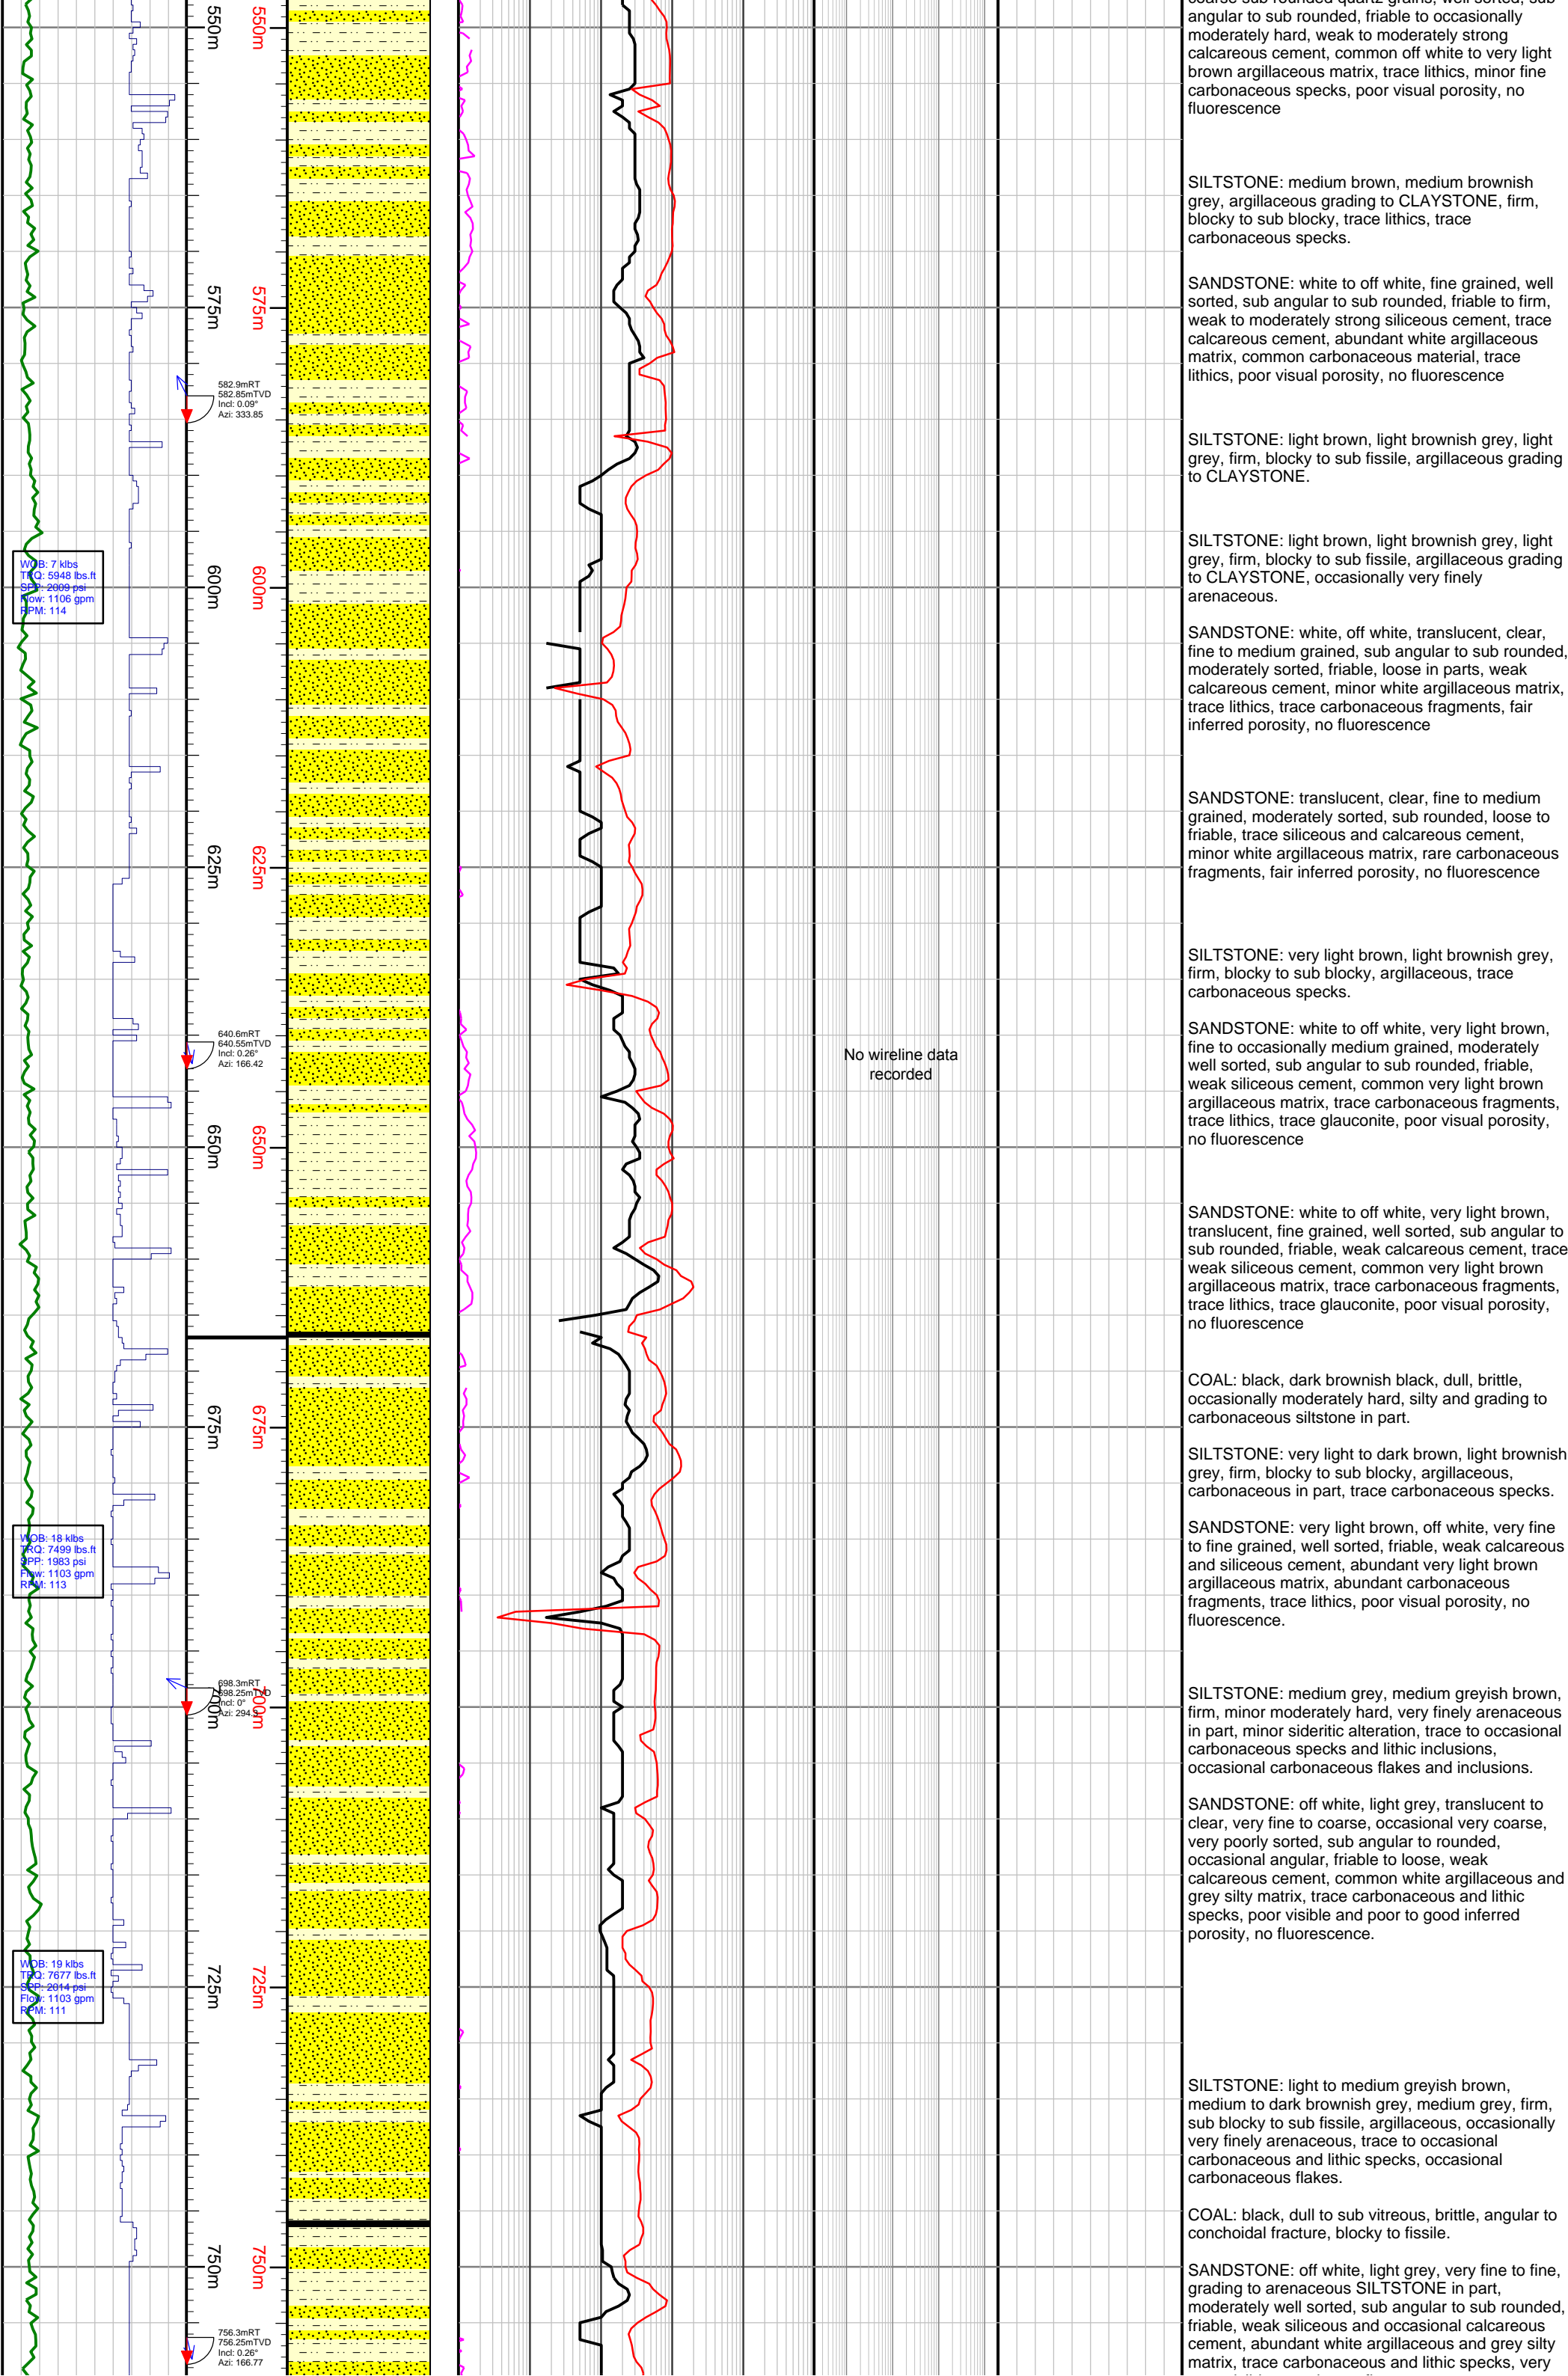 coarse sub rounded quartz grains, well sorted, sub
angular to sub rounded, friable to occasionally
moderately hard, weak to moderately strong
calcareous cement, common off white to very light
brown argillaceous matrix, trace lithics, minor fine
carbonaceous specks, poor visual porosity, no
fluorescence
550m
550m
SILTSTONE: medium brown, medium brownish
grey, argillaceous grading to CLAYSTONE, firm,
blocky to sub blocky, trace lithics, trace
carbonaceous specks.
575m
575m
SANDSTONE: white to off white, fine grained, well
sorted, sub angular to sub rounded, friable to firm,
weak to moderately strong siliceous cement, trace
calcareous cement, abundant white argillaceous
matrix, common carbonaceous material, trace
lithics, poor visual porosity, no fluorescence
582.9mRT
582.85mTVD
Incl: 0.09°
Azi: 333.85
SILTSTONE: light brown, light brownish grey, light
grey, firm, blocky to sub fissile, argillaceous grading
to CLAYSTONE.
WOB: 7 klbs
TRQ: 5948 lbs.ft
SPP: 2009 psi
Flow: 1106 gpm
RPM: 114
600m
600m
SILTSTONE: light brown, light brownish grey, light
grey, firm, blocky to sub fissile, argillaceous grading
to CLAYSTONE, occasionally very finely
arenaceous.
SANDSTONE: white, off white, translucent, clear,
fine to medium grained, sub angular to sub rounded,
moderately sorted, friable, loose in parts, weak
calcareous cement, minor white argillaceous matrix,
trace lithics, trace carbonaceous fragments, fair
inferred porosity, no fluorescence
625m
625m
SANDSTONE: translucent, clear, fine to medium
grained, moderately sorted, sub rounded, loose to
friable, trace siliceous and calcareous cement,
minor white argillaceous matrix, rare carbonaceous
fragments, fair inferred porosity, no fluorescence
SILTSTONE: very light brown, light brownish grey,
firm, blocky to sub blocky, argillaceous, trace
carbonaceous specks.
640.6mRT
640.55mTVD
Incl: 0.26°
Azi: 166.42
No wireline data
recorded
SANDSTONE: white to off white, very light brown,
fine to occasionally medium grained, moderately
well sorted, sub angular to sub rounded, friable,
weak siliceous cement, common very light brown
argillaceous matrix, trace carbonaceous fragments,
trace lithics, trace glauconite, poor visual porosity,
no fluorescence
650m
650m
SANDSTONE: white to off white, very light brown,
translucent, fine grained, well sorted, sub angular to
sub rounded, friable, weak calcareous cement, trace
weak siliceous cement, common very light brown
argillaceous matrix, trace carbonaceous fragments,
trace lithics, trace glauconite, poor visual porosity,
no fluorescence
COAL: black, dark brownish black, dull, brittle,
occasionally moderately hard, silty and grading to
carbonaceous siltstone in part.
675m
675m
SILTSTONE: very light to dark brown, light brownish
grey, firm, blocky to sub blocky, argillaceous,
carbonaceous in part, trace carbonaceous specks.
WOB: 18 klbs
TRQ: 7499 lbs.ft
SPP: 1983 psi
Flow: 1103 gpm
RPM: 113
SANDSTONE: very light brown, off white, very fine
to fine grained, well sorted, friable, weak calcareous
and siliceous cement, abundant very light brown
argillaceous matrix, abundant carbonaceous
fragments, trace lithics, poor visual porosity, no
fluorescence.
698.3mRT
698.25mTVD
Incl: 0°
Azi: 294.3
700m
700m
SILTSTONE: medium grey, medium greyish brown,
firm, minor moderately hard, very finely arenaceous
in part, minor sideritic alteration, trace to occasional
carbonaceous specks and lithic inclusions,
occasional carbonaceous flakes and inclusions.
SANDSTONE: off white, light grey, translucent to
clear, very fine to coarse, occasional very coarse,
very poorly sorted, sub angular to rounded,
occasional angular, friable to loose, weak
calcareous cement, common white argillaceous and
grey silty matrix, trace carbonaceous and lithic
specks, poor visible and poor to good inferred
porosity, no fluorescence.
WOB: 19 klbs
TRQ: 7677 lbs.ft
SPP: 2014 psi
Flow: 1103 gpm
RPM: 111
725m
725m
SILTSTONE: light to medium greyish brown,
medium to dark brownish grey, medium grey, firm,
sub blocky to sub fissile, argillaceous, occasionally
very finely arenaceous, trace to occasional
carbonaceous and lithic specks, occasional
carbonaceous flakes.
COAL: black, dull to sub vitreous, brittle, angular to
conchoidal fracture, blocky to fissile.
750m
750m
SANDSTONE: off white, light grey, very fine to fine,
grading to arenaceous SILTSTONE in part,
moderately well sorted, sub angular to sub rounded,
friable, weak siliceous and occasional calcareous
cement, abundant white argillaceous and grey silty
matrix, trace carbonaceous and lithic specks, very
756.3mRT
756.25mTVD
Incl: 0.26°
Azi: 166.77